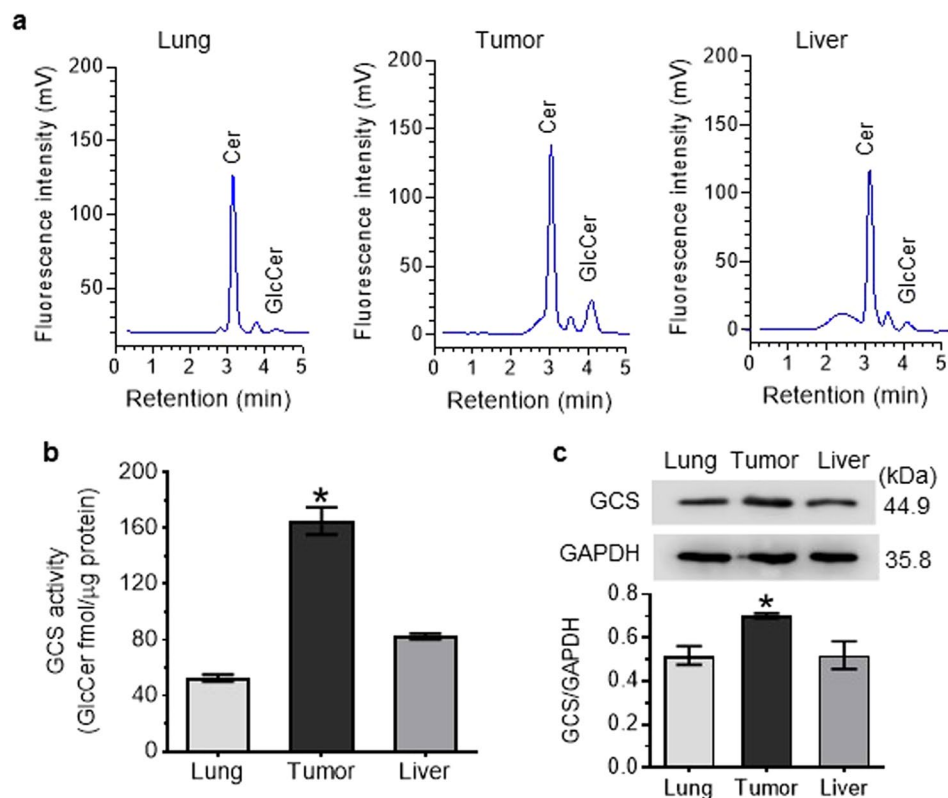 a
Lung
Fluorescence intensity (mV)
200
150
100
50
Cer
GlcCer
0 1 2 3 4 5
Retention (min)
Tumor
Fluorescence intensity (mV)
200
150
100
50
0
Cer
GlcCer
0 1 2 3 4 5
Retention (min)
Liver
Fluorescence intensity (mV)
200
150
100
50
0
Cer
GlcCer
0 1 2 3 4 5
Retention (min)
b
GCS activity
(GlcCer fmol/μg protein)
200
160
120
80
40
0
*
Lung Tumor Liver
c
Lung Tumor Liver (kDa)
GCS 44.9
GAPDH 35.8
GCS/GAPDH
0.8
0.6
0.4
0.2
0.0
*
Lung Tumor Liver